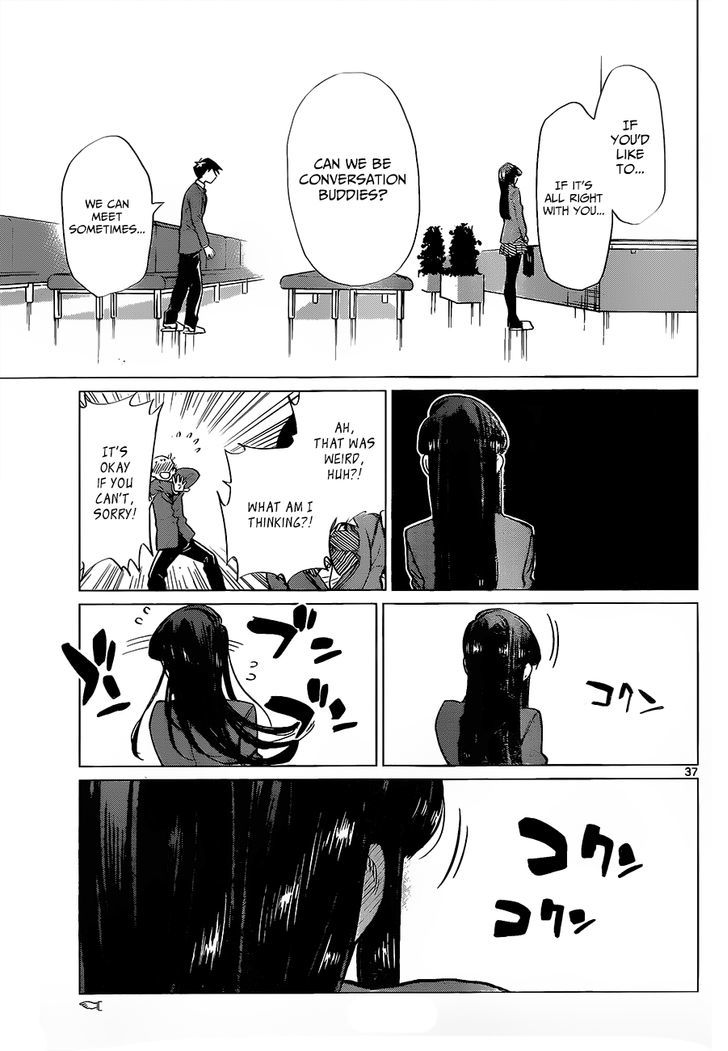 IF
YOU'D
LIKE
TO...
IF IT'S
ALL RIGHT
WITH YOU...
CAN WE BE
CONVERSATION
BUDDIES?
WE CAN
MEET
SOMETIMES...
AH,
THAT WAS
WEIRD,
HUH?!
WHAT AM I
THINKING?!
IT'S
OKAY
IF YOU
CAN'T,
SORRY!
コクン
ブン
ブン
ブン
37
コクン
コクン